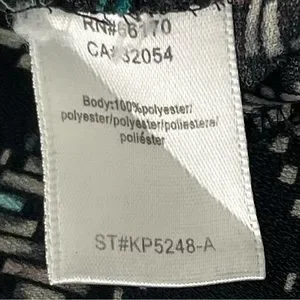 RN#66170
CA#32054
Body:100%polyester/
polyester/polyester/poliestere/
poliéster
ST#KP5248-A